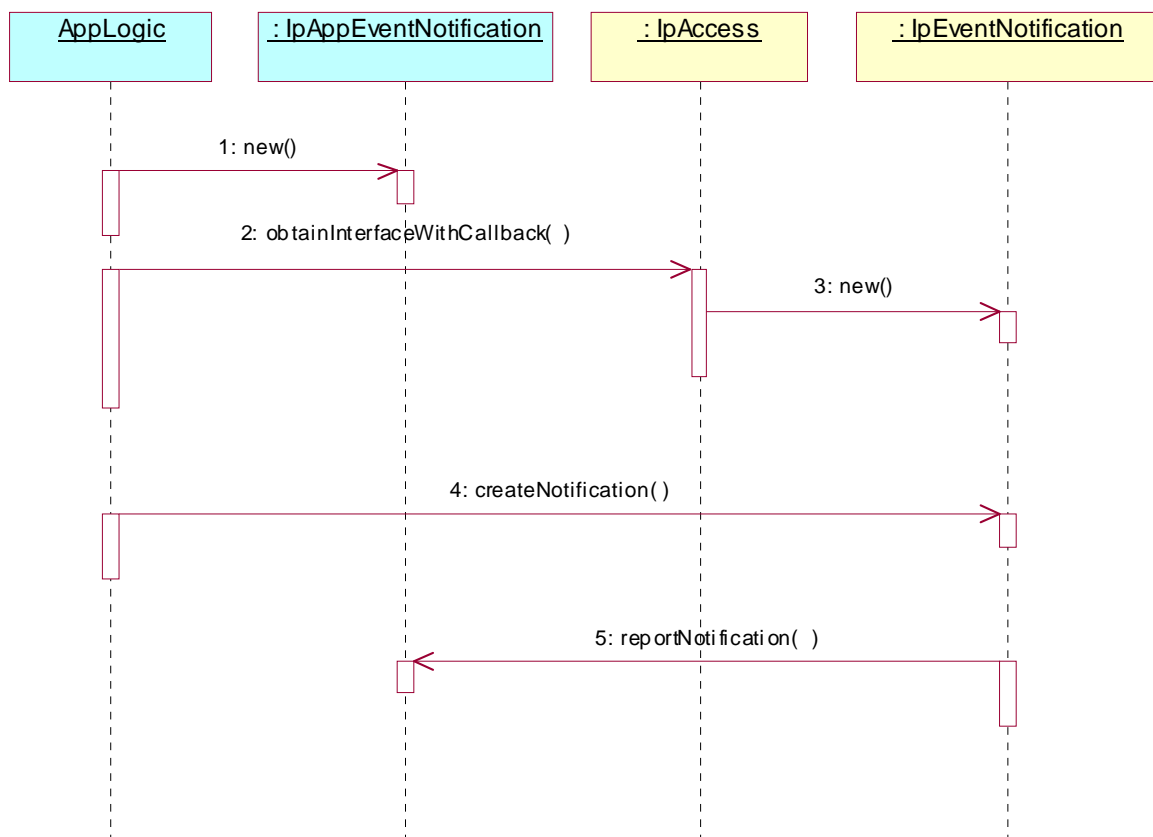 AppLogic
: IpAppEventNotification
: IpAccess
: IpEventNotification
1: new()
2: obtainInterfaceWithCallback( )
3: new()
4: createNotification( )
5: reportNotification( )